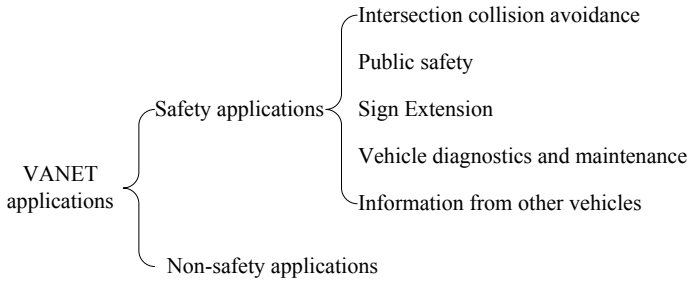 Intersection collision avoidance
Public safety
Safety applications
Sign Extension
Vehicle diagnostics and maintenance
VANET
applications
Information from other vehicles
Non-safety applications